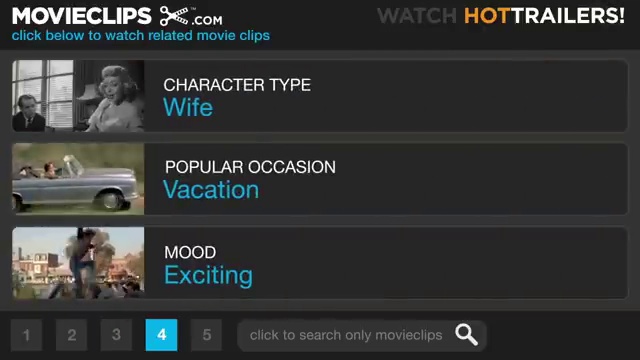 MOVIECLIPS .COM
WATCH HOTTRAILERS!
click below to watch related movie clips
CHARACTER TYPE
Wife
POPULAR OCCASION
Vacation
MOOD
Exciting
1 2 3 4 5 click to search only movieclips